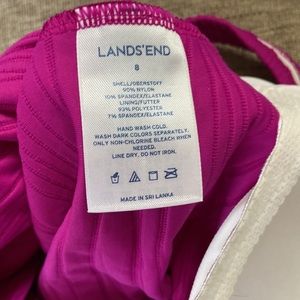 LANDS'END
8
SHELL/OBERSTOFF
90% NYLON
10% SPANDEX/ELASTANE
LINING/FUTTER
93% POLYESTER
7% SPANDEX/ELASTANE
HAND WASH COLD.
WASH DARK COLORS SEPARATELY.
ONLY NON-CHLORINE BLEACH WHEN
NEEDED.
LINE DRY. DO NOT IRON.
MADE IN SRI LANKA